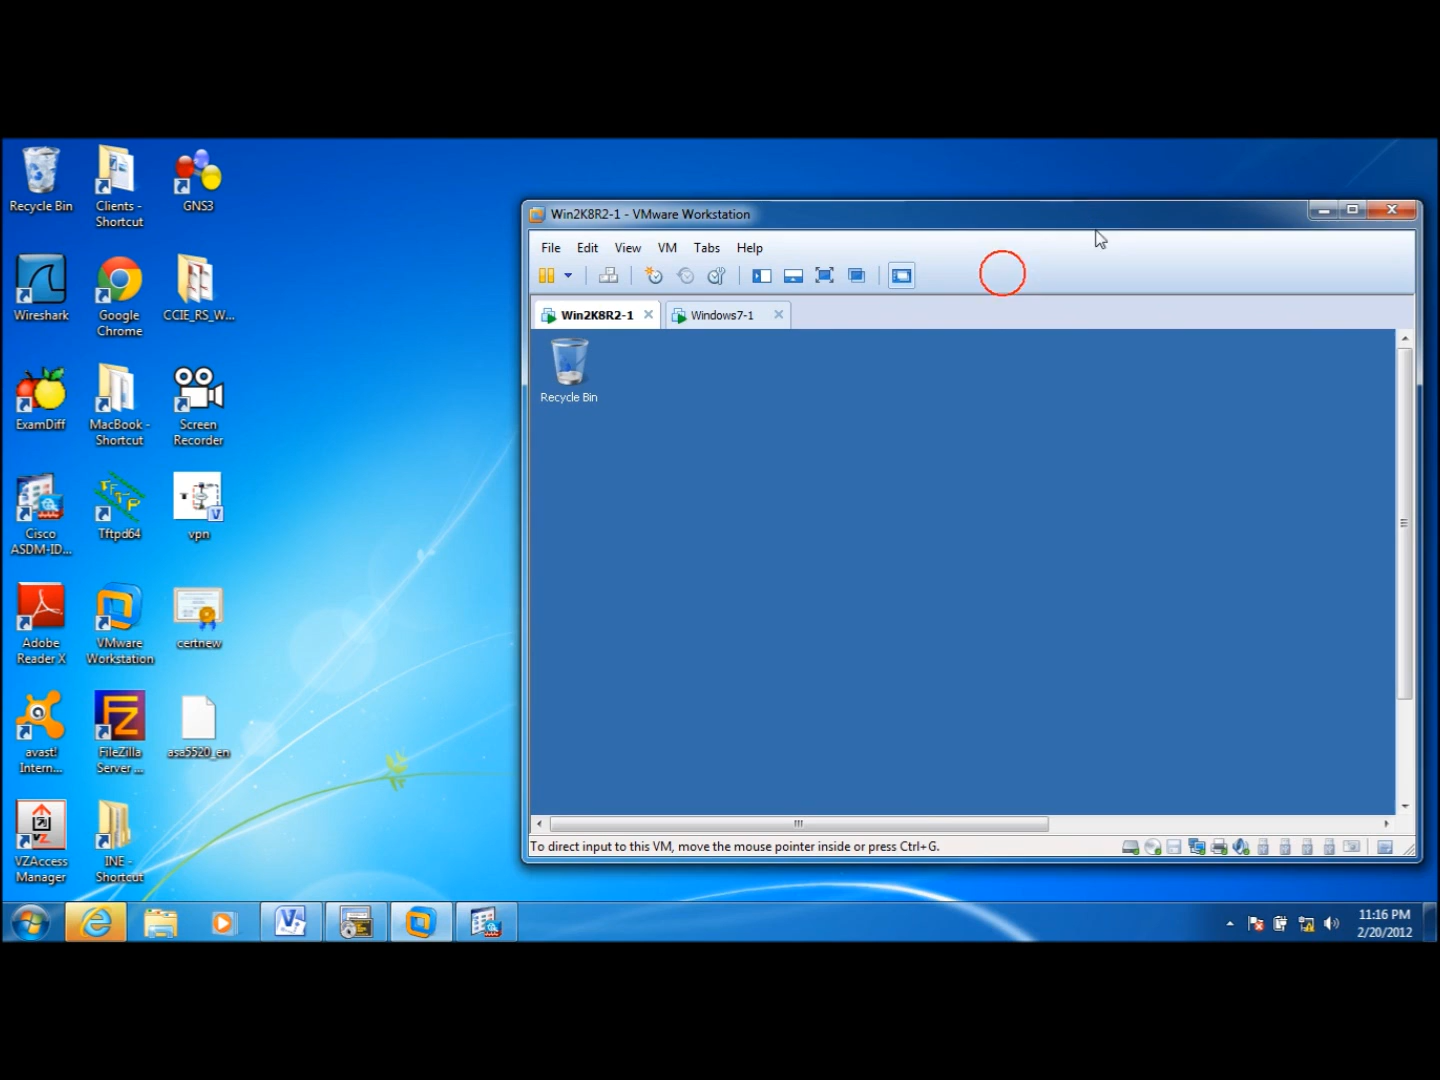 Recycle Bin
Clients -
Shortcut
GNS3
Wireshark
Google
Chrome
CCIE_RS_W...
ExamDiff
MacBook -
Shortcut
Screen
Recorder
Cisco
ASDM-ID...
Tftpd64
vpn
Adobe
Reader X
VMware
Workstation
certnew
avast!
Intern...
FileZilla
Server ...
asa5520_en
VZAccess
Manager
INE -
Shortcut
Win2K8R2-1 - VMware Workstation
File Edit View VM Tabs Help
Win2K8R2-1 Windows7-1
Recycle Bin
To direct input to this VM, move the mouse pointer inside or press Ctrl+G.
11:16 PM
2/20/2012